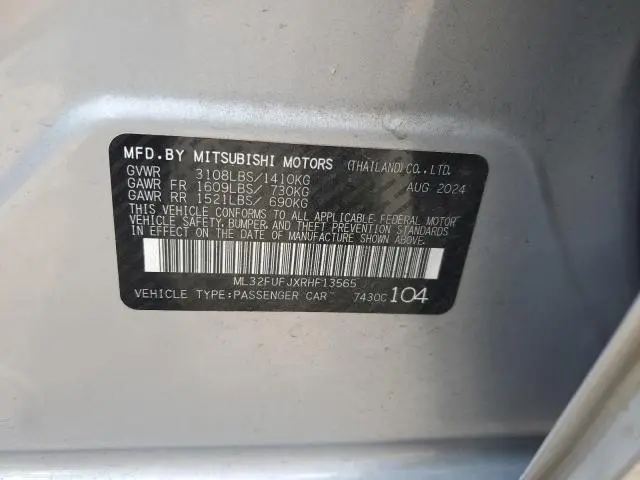 MFD.BY MITSUBISHI MOTORS (THAILAND)CO.,LTD.
GVWR 3108LBS/1410KG AUG 2024
GAWR FR 1609LBS/ 730KG
GAWR RR 1521LBS/ 690KG
THIS VEHICLE CONFORMS TO ALL APPLICABLE FEDERAL MOTOR
VEHICLE SAFETY,BUMPER,AND THEFT PREVENTION STANDARDS
IN EFFECT ON THE DATE OF MANUFACTURE SHOWN ABOVE.
ML32FUFJXRHF13565
VEHICLE TYPE:PASSENGER CAR 7430C 104